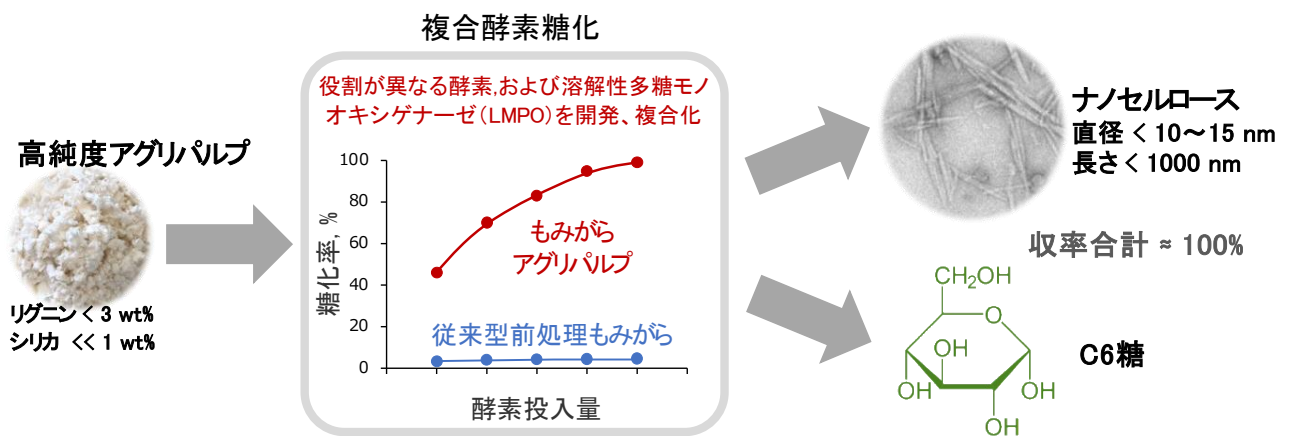 複合酵素糖化
役割が異なる酵素,および溶解性多糖モノ
オキシゲナーゼ(LMPO)を開発、複合化
高純度アグリパルプ
リグニン < 3 wt%
シリカ << 1 wt%
糖化率, %
100
80
60
40
20
0
もみがら
アグリパルプ
従来型前処理もみがら
酵素投入量
ナノセルロース
直径 < 10~15 nm
長さ < 1000 nm
収率合計 ≈ 100%
CH₂OH
O
OH
OH
OH
OH
C6糖